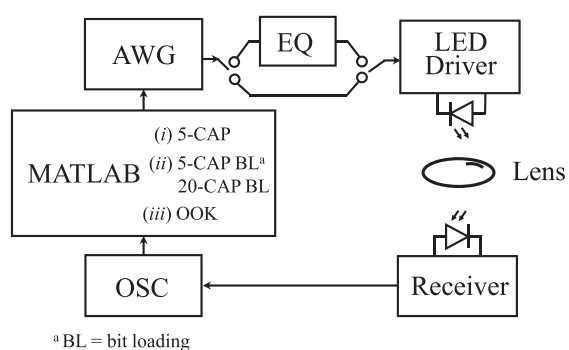 AWG
EQ
LED
Driver
MATLAB
(i) 5-CAP
(ii) 5-CAP BLᵃ
20-CAP BL
(iii) OOK
Lens
OSC
Receiver
ᵃ BL = bit loading